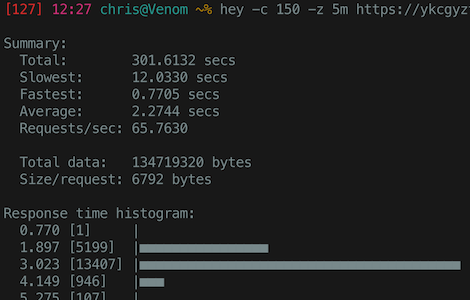 [127] 12:27 chris@Venom ~% hey -c 150 -z 5m https://ykcgyz
Summary:
Total: 301.6132 secs
Slowest: 12.0330 secs
Fastest: 0.7705 secs
Average: 2.2744 secs
Requests/sec: 65.7630
Total data: 134719320 bytes
Size/request: 6792 bytes
Response time histogram:
0.770 [1] |
1.897 [5199] |
3.023 [13407] |
4.149 [946] |
5.275 [107] |